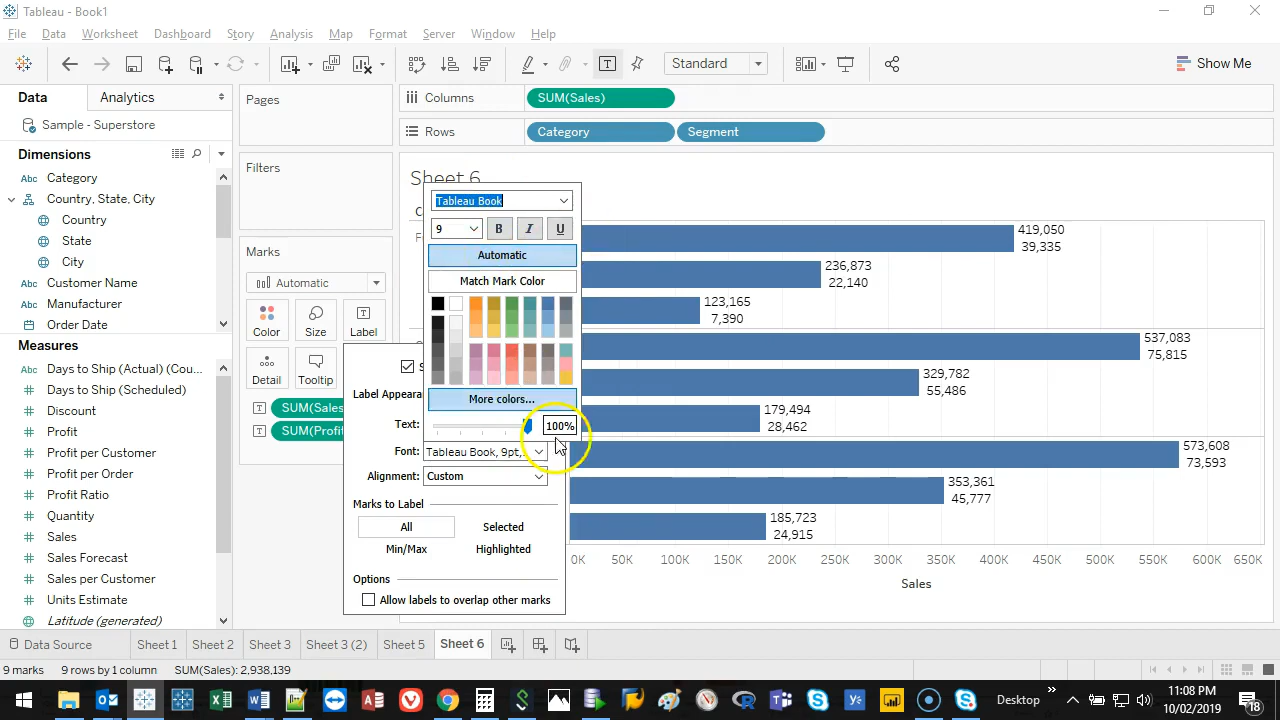 Tableau - Book1
File Data Worksheet Dashboard Story Analysis Map Format Server Window Help
Standard
Show Me
Data Analytics
Pages
Columns SUM(Sales)
Sample - Superstore
Rows Category Segment
Dimensions
Filters
Abc Category
Sheet 6
Country, State, City
Country
State
City
Abc Customer Name
Abc Manufacturer
Order Date
Marks
Automatic
Color Size Label
Detail Tooltip
SUM(Sales
SUM(Profit
Measures
Days to Ship (Actual) (Cou...
Days to Ship (Scheduled)
Discount
Profit
Profit per Customer
Profit per Order
Profit Ratio
Quantity
Sales
Sales Forecast
Sales per Customer
Units Estimate
Latitude (generated)
Tableau Book
9 B I U
Automatic
Match Mark Color
More colors...
100%
Label Appeara
Text:
Font: Tableau Book, 9pt,
Alignment: Custom
Marks to Label
All Selected
Min/Max Highlighted
Options
Allow labels to overlap other marks
419,050
39,335
236,873
22,140
123,165
7,390
537,083
75,815
329,782
55,486
179,494
28,462
573,608
73,593
353,361
45,777
185,723
24,915
0K 50K 100K 150K 200K 250K 300K 350K 400K 450K 500K 550K 600K 650K
Sales
Data Source Sheet 1 Sheet 2 Sheet 3 Sheet 3 (2) Sheet 5 Sheet 6
9 marks 9 rows by 1 column SUM(Sales): 2,938,139
Desktop
11:08 PM
10/02/2019
18